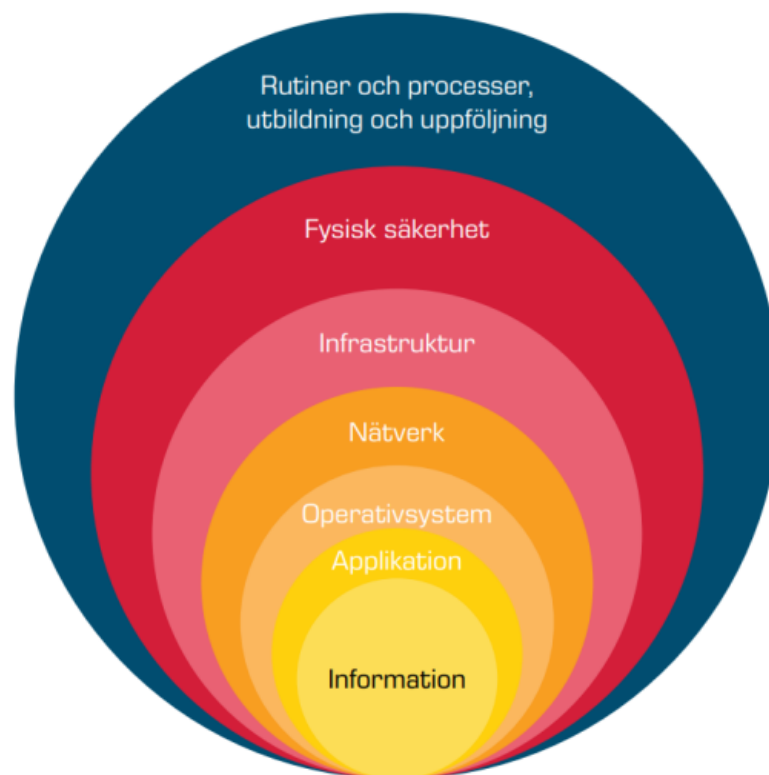 Rutiner och processer,
utbildning och uppföljning
Fysisk säkerhet
Infrastruktur
Nätverk
Operativsystem
Applikation
Information